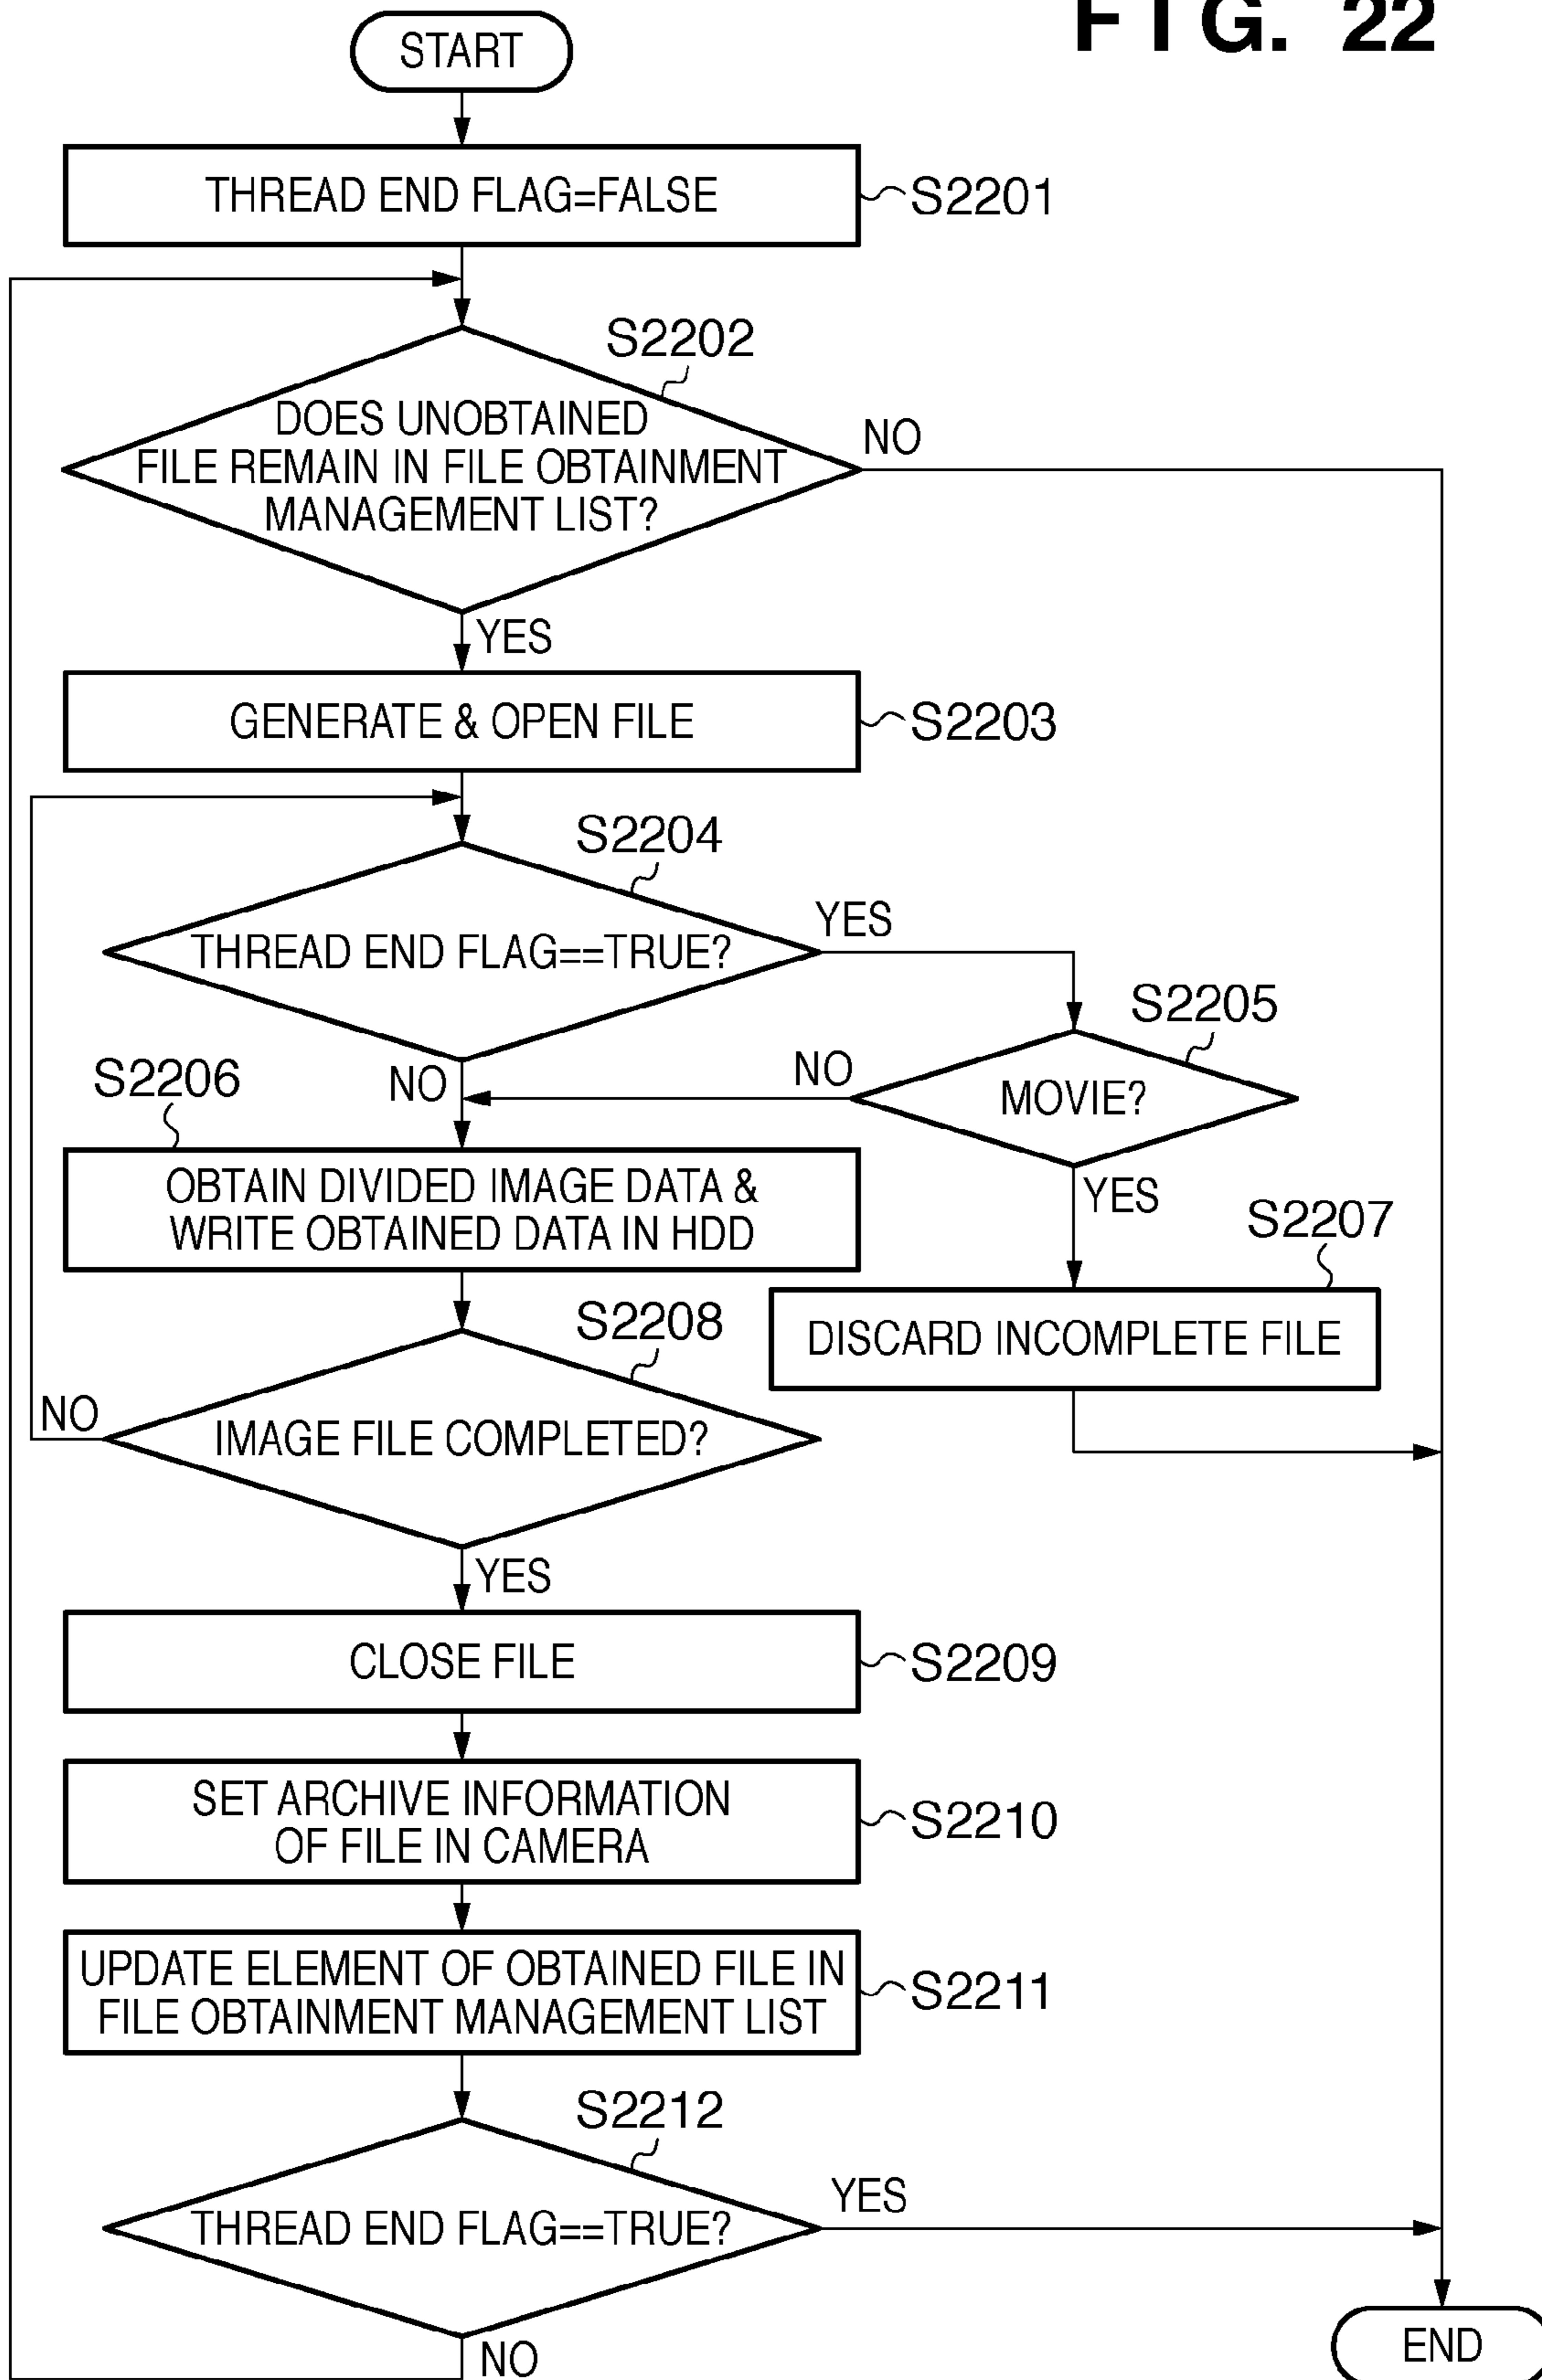 FIG. 22
START
THREAD END FLAG=FALSE
S2201
S2202
DOES UNOBTAINED
FILE REMAIN IN FILE OBTAINMENT
MANAGEMENT LIST?
NO
YES
GENERATE & OPEN FILE
S2203
S2204
THREAD END FLAG==TRUE?
YES
S2205
MOVIE?
NO
NO
S2206
YES
OBTAIN DIVIDED IMAGE DATA &
WRITE OBTAINED DATA IN HDD
S2207
DISCARD INCOMPLETE FILE
S2208
IMAGE FILE COMPLETED?
NO
YES
CLOSE FILE
S2209
SET ARCHIVE INFORMATION
OF FILE IN CAMERA
S2210
UPDATE ELEMENT OF OBTAINED FILE IN
FILE OBTAINMENT MANAGEMENT LIST
S2211
S2212
THREAD END FLAG==TRUE?
YES
NO
END